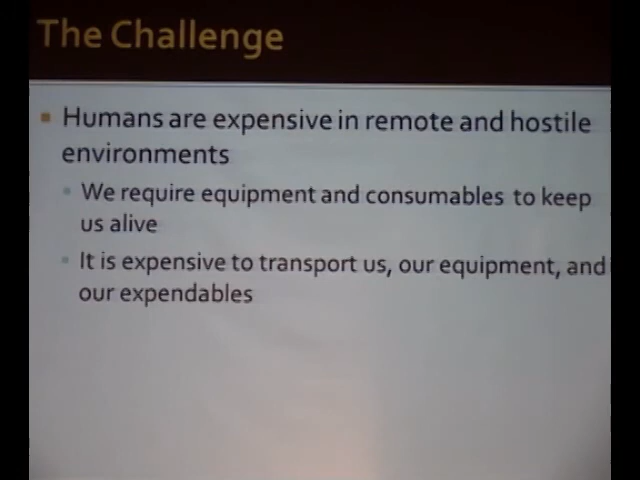 The Challenge
Humans are expensive in remote and hostile
environments
We require equipment and consumables to keep
us alive
It is expensive to transport us, our equipment, and
our expendables